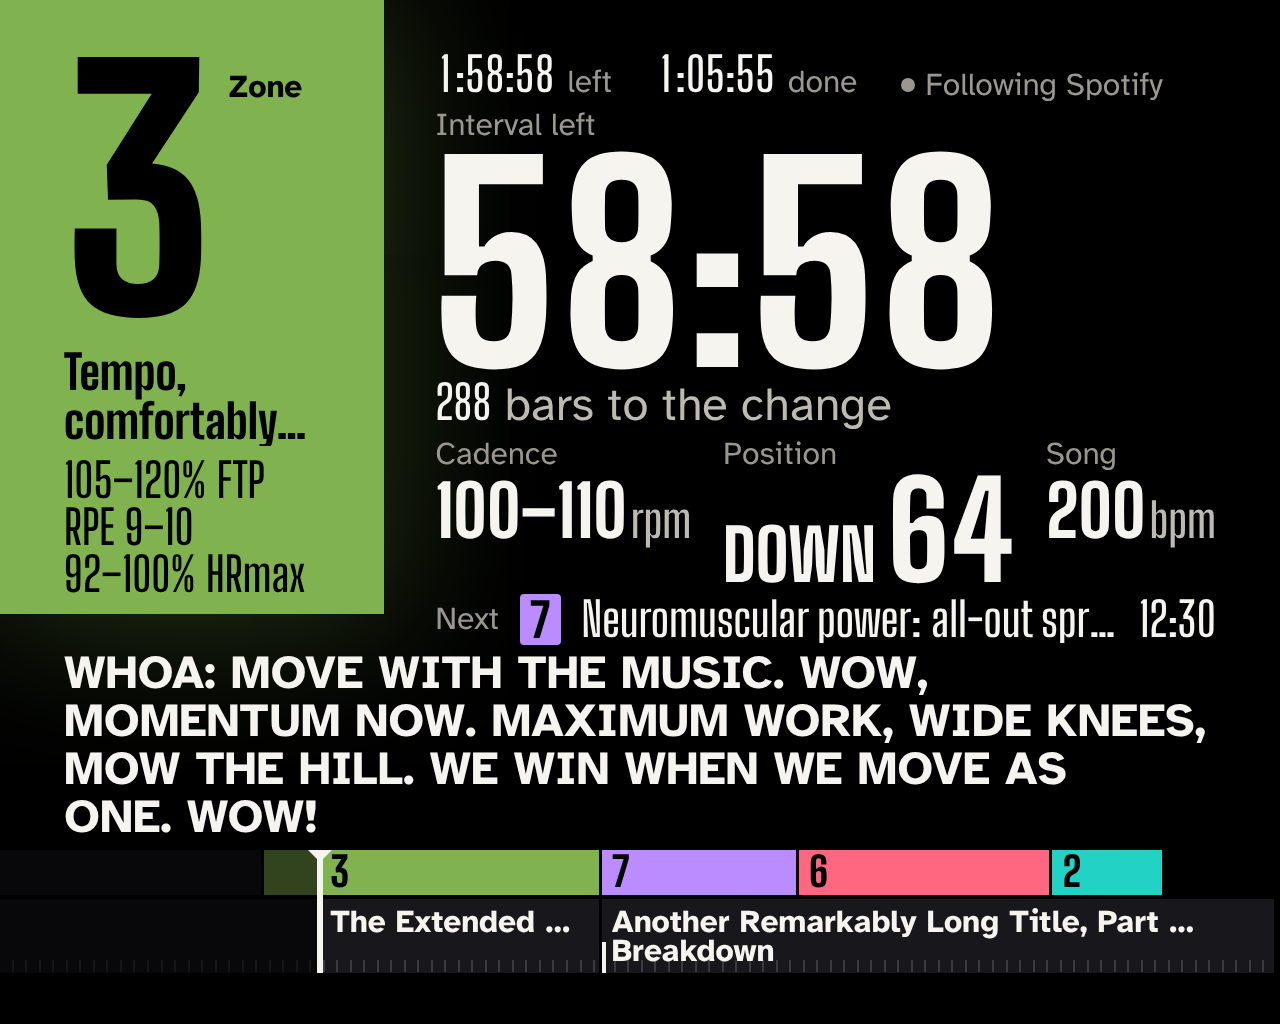 3 Zone
Tempo,
comfortably...
105–120% FTP
RPE 9–10
92–100% HRmax
1:58:58 left 1:05:55 done Following Spotify
Interval left
58:58
288 bars to the change
Cadence Position Song
100–110 rpm DOWN 64 200 bpm
Next 7 Neuromuscular power: all-out spr... 12:30
WHOA: MOVE WITH THE MUSIC. WOW,
MOMENTUM NOW. MAXIMUM WORK, WIDE KNEES,
MOW THE HILL. WE WIN WHEN WE MOVE AS
ONE. WOW!
3 7 6 2
The Extended ... Another Remarkably Long Title, Part ...
Breakdown